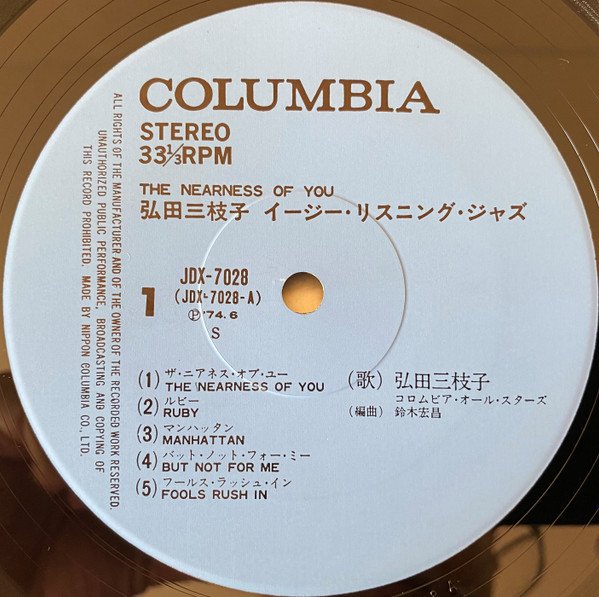 COLUMBIA
STEREO
33⅓RPM
THE NEARNESS OF YOU
弘田三枝子 イージー・リスニング・ジャズ
JDX-7028
(JDX-7028-A)
1
Ⓟ'74.6
S
(1) ザ・ニアネス・オブ・ユー
THE NEARNESS OF YOU
(2) ルビー
RUBY
(3) マンハッタン
MANHATTAN
(4) バット・ノット・フォー・ミー
BUT NOT FOR ME
(5) フールス・ラッシュ・イン
FOOLS RUSH IN
(歌) 弘田三枝子
コロムビア・オール・スターズ
(編曲) 鈴木宏昌
ALL RIGHTS OF THE MANUFACTURER AND OF THE OWNER OF THE RECORDED WORK RESERVED.
UNAUTHORIZED PUBLIC PERFORMANCE, BROADCASTING AND COPYING OF
THIS RECORD PROHIBITED. MADE BY NIPPON COLUMBIA CO., LTD.